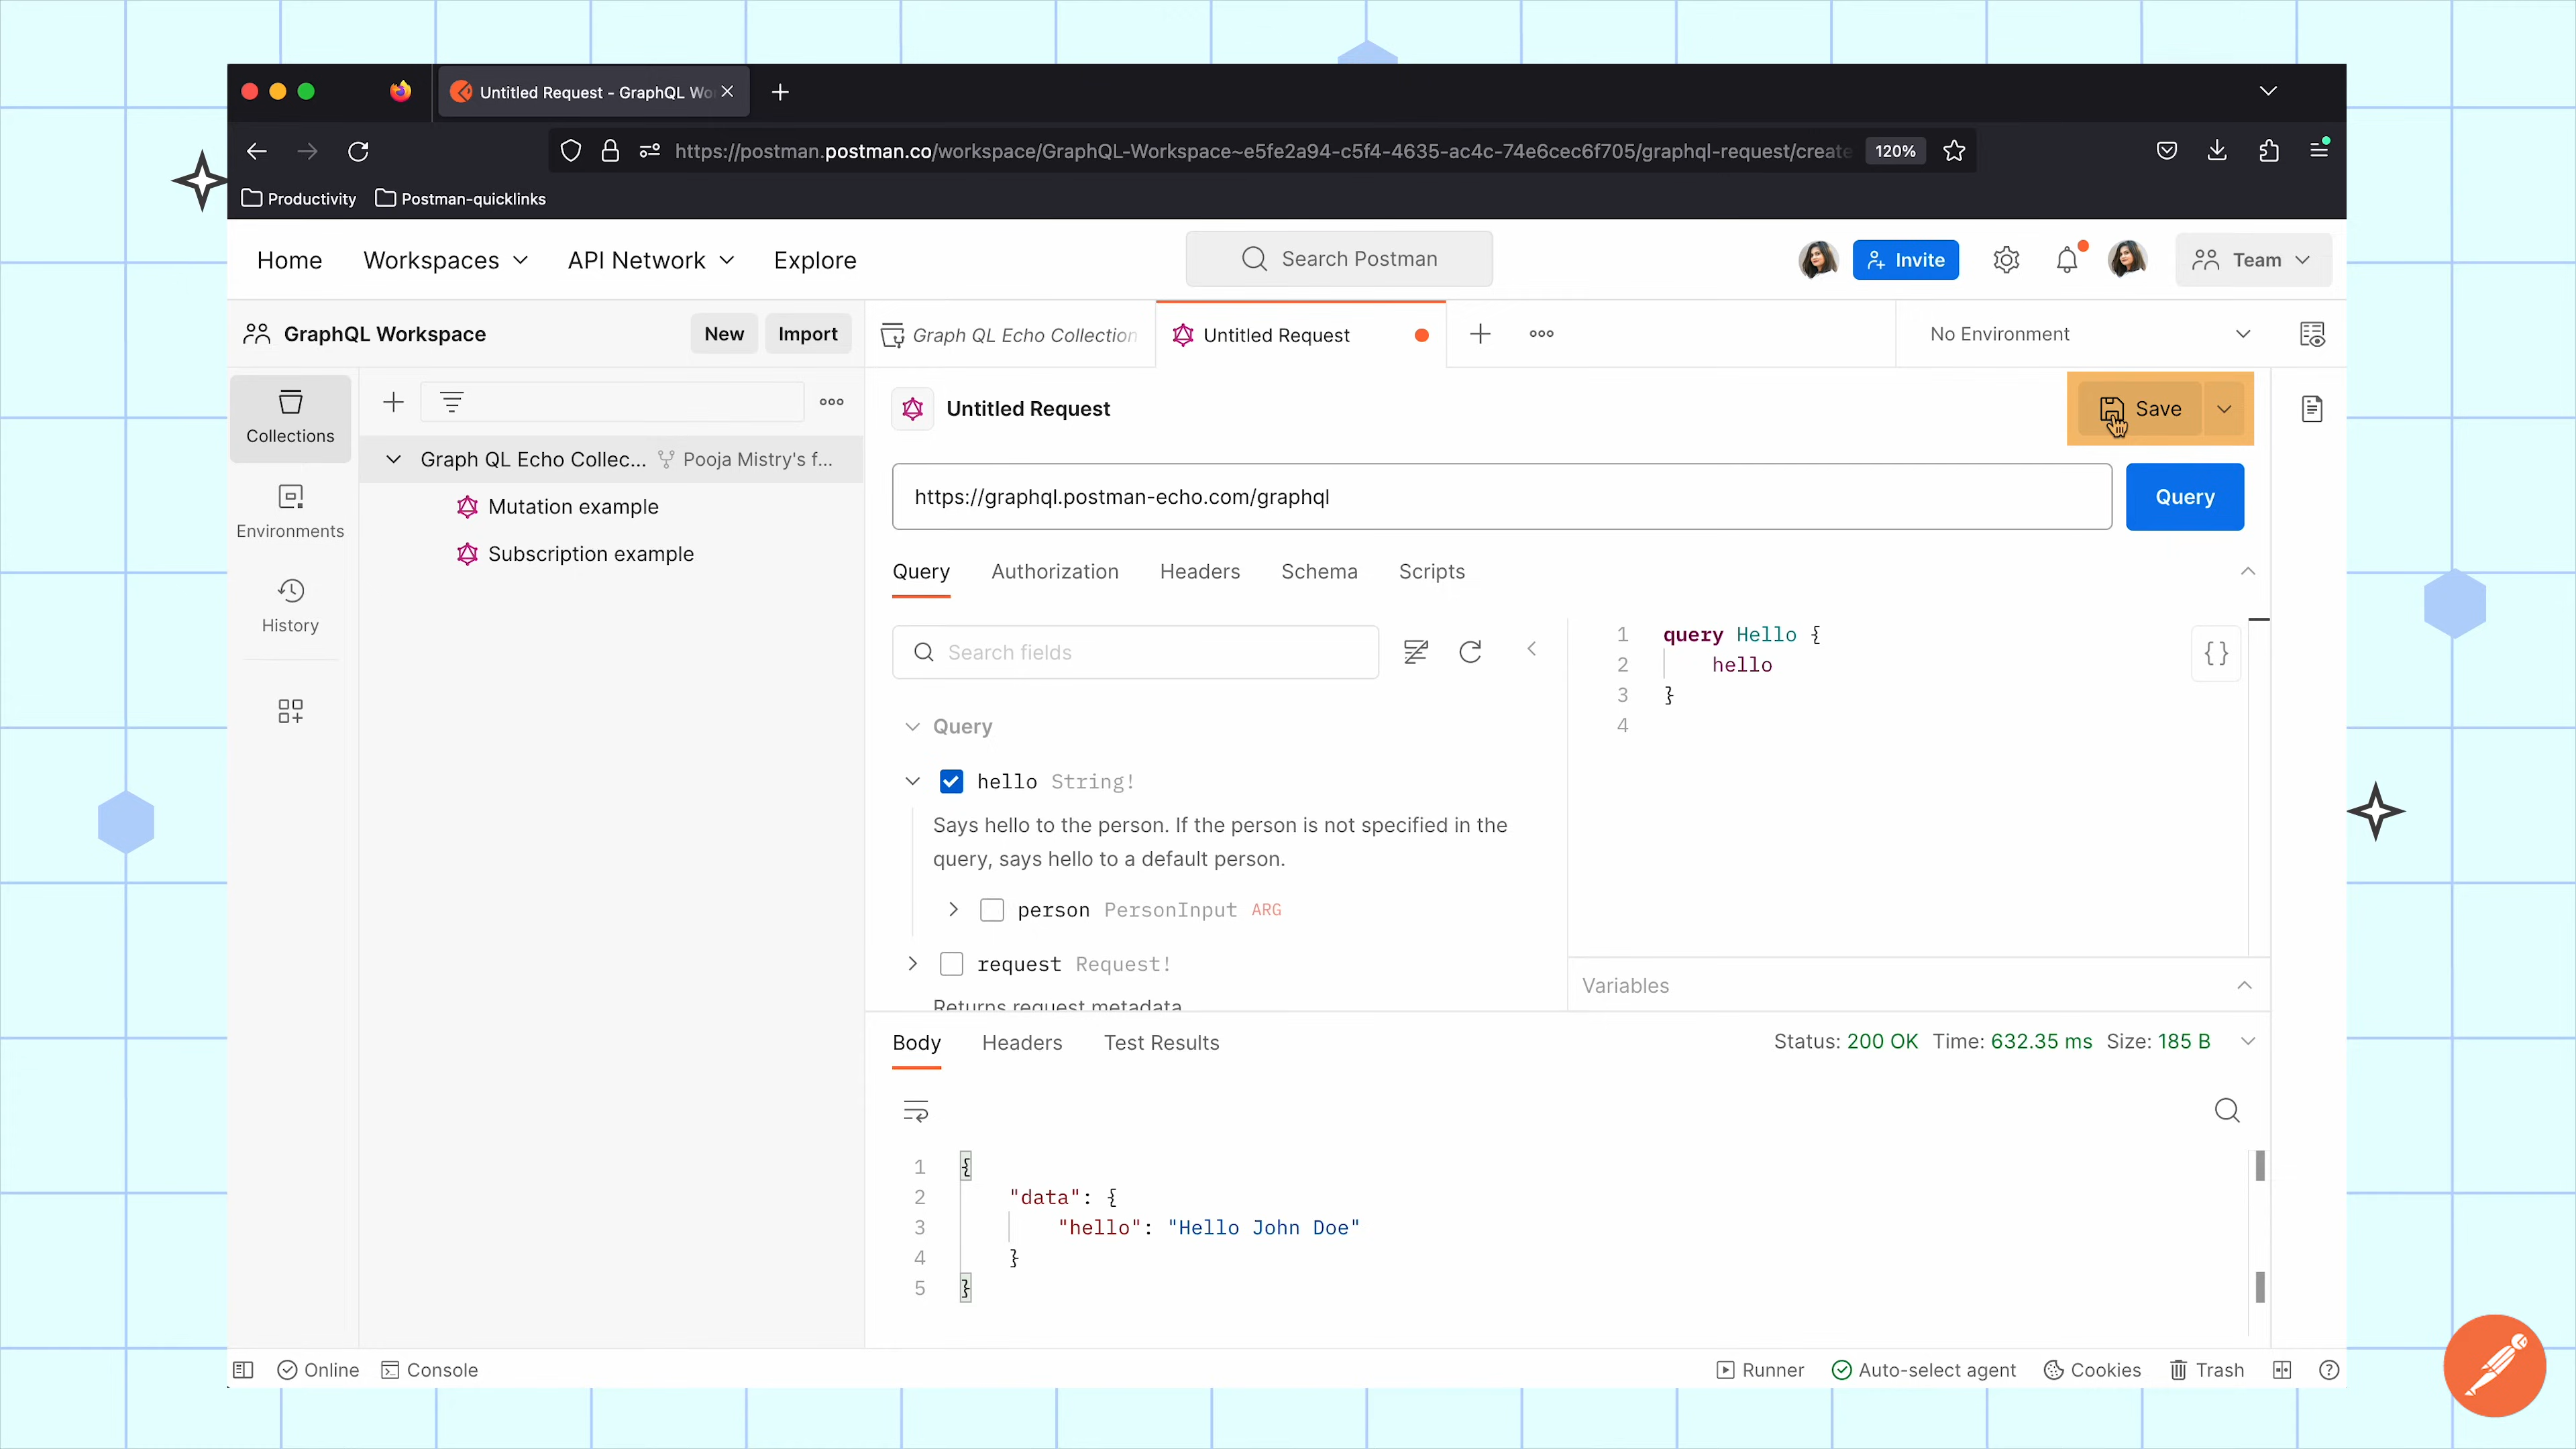 Untitled Request - GraphQL Wo
https://postman.postman.co/workspace/GraphQL-Workspace~e5fe2a94-c5f4-4635-ac4c-74e6cec6f705/graphql-request/create
120%
Productivity
Postman-quicklinks
Home
Workspaces
API Network
Explore
Search Postman
Invite
Team
GraphQL Workspace
New
Import
Graph QL Echo Collection
Untitled Request
No Environment
Collections
Environments
History
Graph QL Echo Collec...
Pooja Mistry's f...
Mutation example
Subscription example
Untitled Request
Save
https://graphql.postman-echo.com/graphql
Query
Query
Authorization
Headers
Schema
Scripts
Search fields
Query
hello String!
Says hello to the person. If the person is not specified in the
query, says hello to a default person.
person PersonInput ARG
request Request!
Returns request metadata
1 query Hello {
2 hello
3 }
4
{}
Variables
Body
Headers
Test Results
Status: 200 OK Time: 632.35 ms Size: 185 B
1 {
2 "data": {
3 "hello": "Hello John Doe"
4 }
5 }
Online
Console
Runner
Auto-select agent
Cookies
Trash